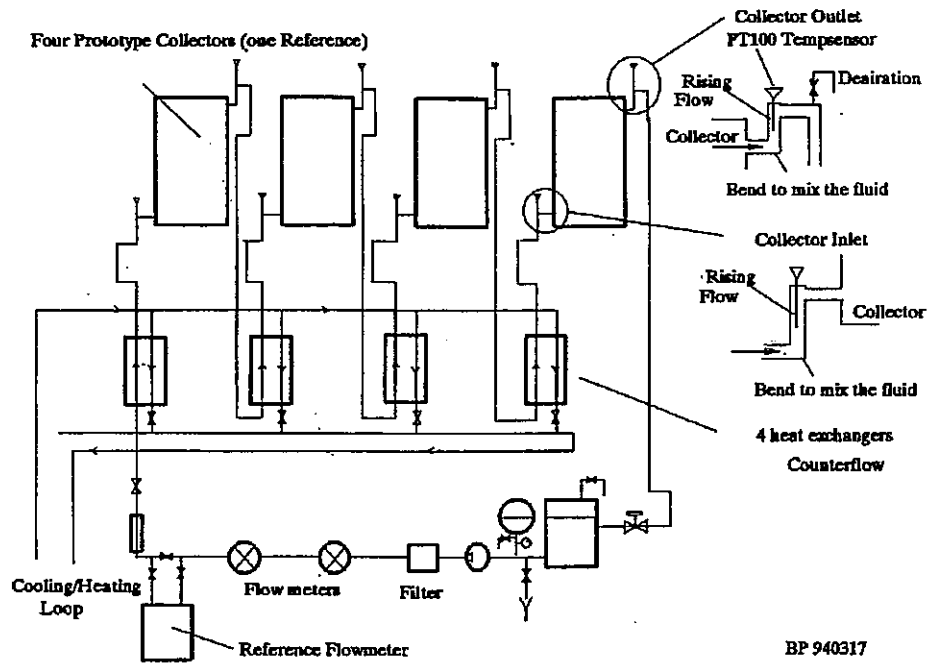 Four Prototype Collectors (one Reference)
Collector Outlet
PT100 Tempsensor
Rising
Flow
Deairation
Collector
Bend to mix the fluid
Collector Inlet
Rising
Flow
Collector
Bend to mix the fluid
4 heat exchangers
Counterflow
Cooling/Heating
Loop
Flow meters
Filter
Reference Flowmeter
BP 940317